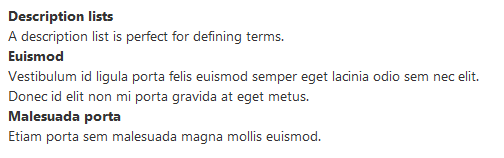 Description lists
A description list is perfect for defining terms.
Euismod
Vestibulum id ligula porta felis euismod semper eget lacinia odio sem nec elit.
Donec id elit non mi porta gravida at eget metus.
Malesuada porta
Etiam porta sem malesuada magna mollis euismod.